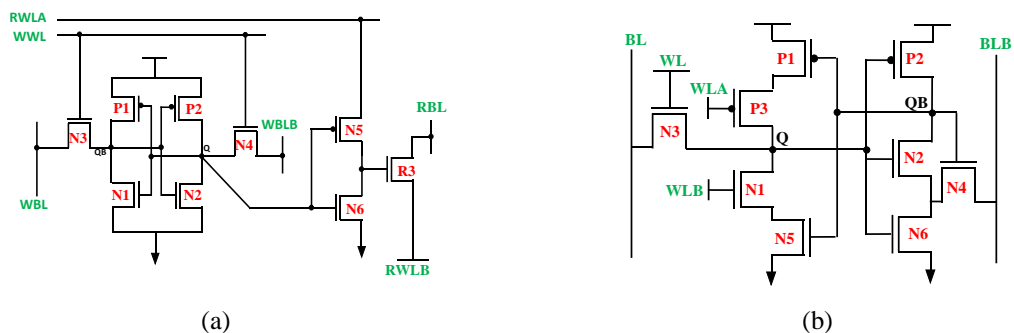 RWLA
WWL
P1
P2
N3
QB
Q
WBLB
N4
WBL
N1
N2
N5
RBL
R3
N6
RWLB
(a)
BL
WL
P1
P2
BLB
WLA
P3
QB
N3
Q
N2
WLB
N1
N4
N5
N6
(b)